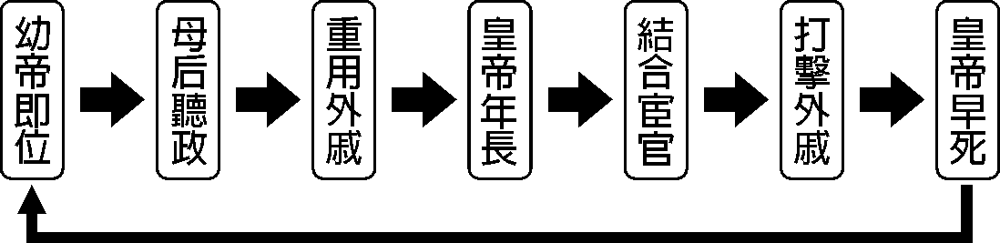 幼帝即位
母后聽政
重用外戚
皇帝年長
結合宦官
打擊外戚
皇帝早死